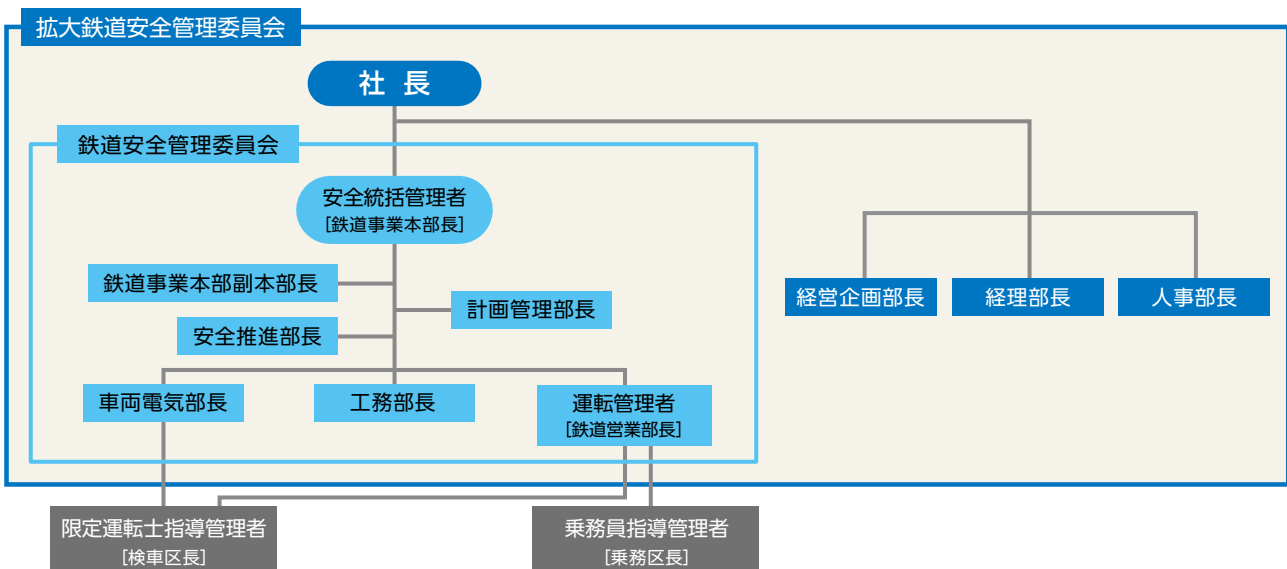 拡大鉄道安全管理委員会
社 長
鉄道安全管理委員会
安全統括管理者
[鉄道事業本部長]
鉄道事業本部副本部長
計画管理部長
安全推進部長
経営企画部長
経理部長
人事部長
車両電気部長
工務部長
運転管理者
[鉄道営業部長]
限定運転士指導管理者
[検車区長]
乗務員指導管理者
[乗務区長]